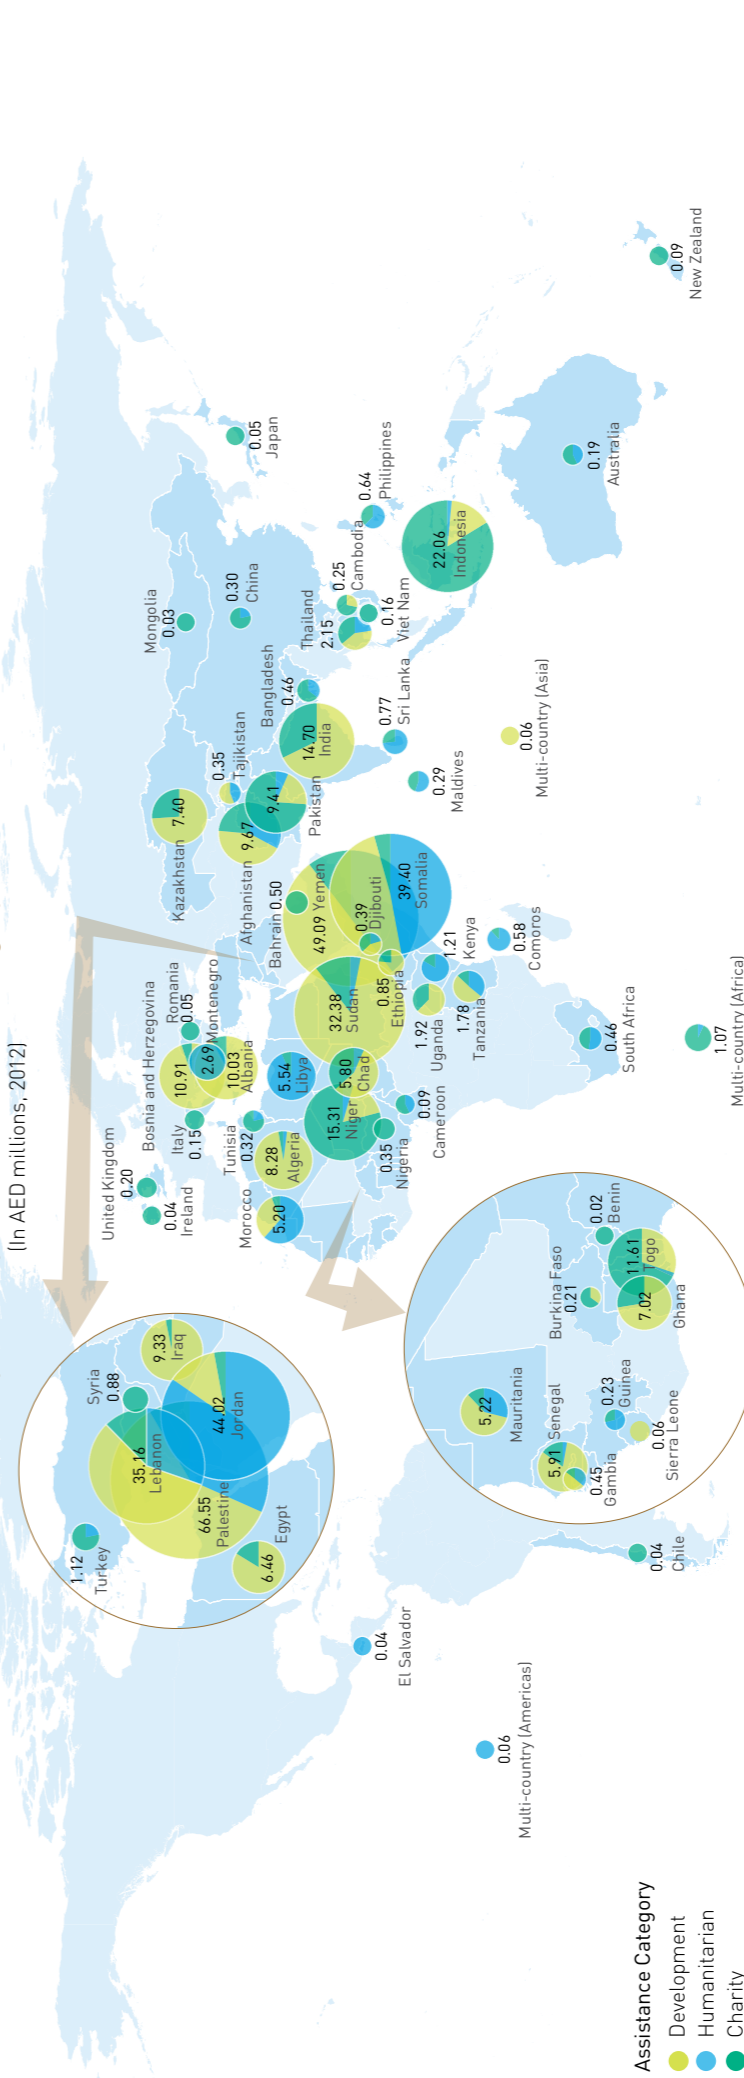 (In AED millions, 2012)
United Kingdom
0.20
0.04
Ireland
Bosnia and Herzegovina
10.91
Romania
0.05
Montenegro
2.69
10.03
Albania
Italy
0.15
Tunisia
0.32
Morocco
5.20
8.28
Algeria
5.54
Libya
15.31
Niger
5.80
Chad
0.35
Nigeria
0.09
Cameroon
32.38
Sudan
0.85
Ethiopia
1.92
Uganda
1.78
Tanzania
1.21
Kenya
0.58
Comoros
0.46
South Africa
1.07
Multi-country (Africa)
Bahrain 0.50
49.09 Yemen
0.39
Djibouti
39.40
Somalia
Kazakhstan
7.40
Afghanistan
9.67
0.35
Tajikistan
9.41
Pakistan
14.70
India
Bangladesh
0.46
0.77
Sri Lanka
0.29
Maldives
0.06
Multi-country (Asia)
Mongolia
0.03
0.30
China
Thailand
2.15
0.25
Cambodia
0.16
Viet Nam
0.64
Philippines
22.06
Indonesia
0.05
Japan
0.19
Australia
0.09
New Zealand
1.12
Turkey
Syria
0.88
9.33
Iraq
35.16
Lebanon
44.02
Jordan
66.55
Palestine
6.46
Egypt
5.22
Mauritania
5.91
Senegal
0.45
Gambia
0.23
Guinea
0.06
Sierra Leone
Burkina Faso
0.21
0.02
Benin
11.61
Togo
7.02
Ghana
0.04
Chile
0.04
El Salvador
0.06
Multi-country (Americas)
Assistance Category
Development
Humanitarian
Charity